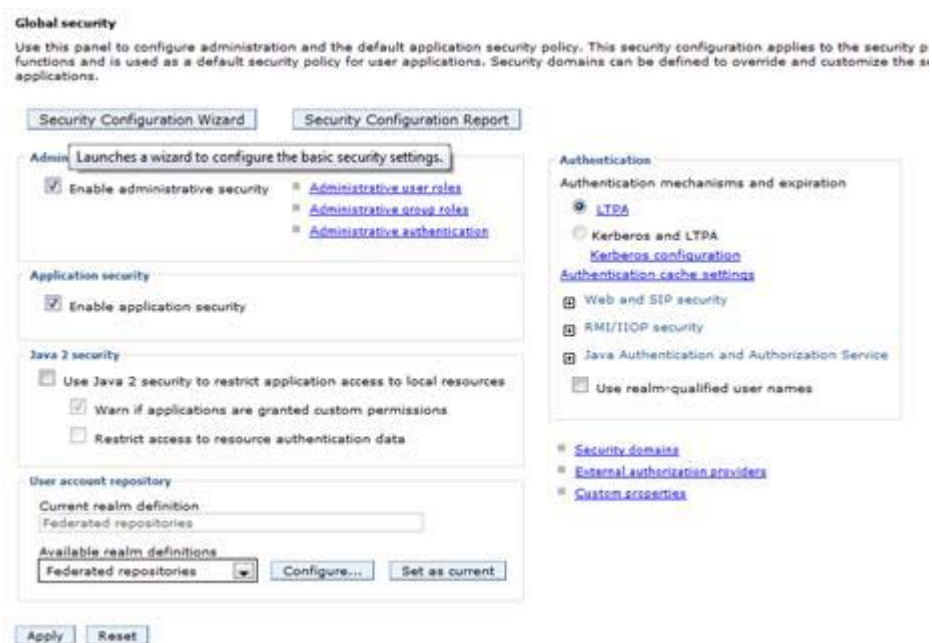 Global security
Use this panel to configure administration and the default application security policy. This security configuration applies to the security p
functions and is used as a default security policy for user applications. Security domains can be defined to override and customize the se
applications.
Security Configuration Wizard
Security Configuration Report
Admin
Launches a wizard to configure the basic security settings.
Enable administrative security
Administrative user roles
Administrative group roles
Administrative authentication
Application security
Enable application security
Java 2 security
Use Java 2 security to restrict application access to local resources
Warn if applications are granted custom permissions
Restrict access to resource authentication data
User account repository
Current realm definition
Federated repositories
Available realm definitions
Federated repositories
Configure...
Set as current
Apply
Reset
Authentication
Authentication mechanisms and expiration
LTPA
Kerberos and LTPA
Kerberos configuration
Authentication cache settings
Web and SIP security
RMI/IIOP security
Java Authentication and Authorization Service
Use realm-qualified user names
Security domains
External authorization providers
Custom properties